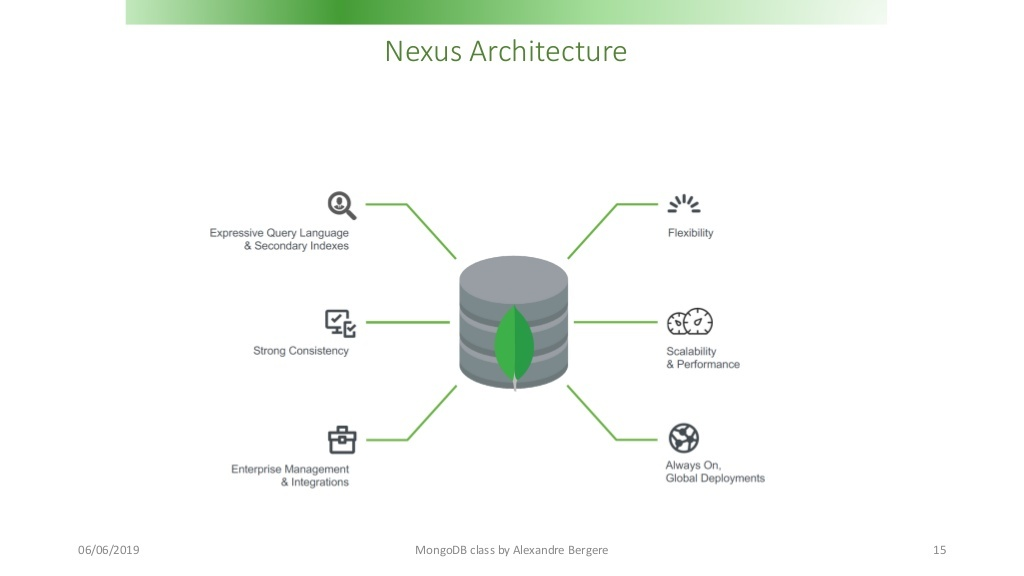 Nexus Architecture
Expressive Query Language
& Secondary Indexes
Flexibility
Strong Consistency
Scalability
& Performance
Enterprise Management
& Integrations
Always On,
Global Deployments
06/06/2019
MongoDB class by Alexandre Bergere
15